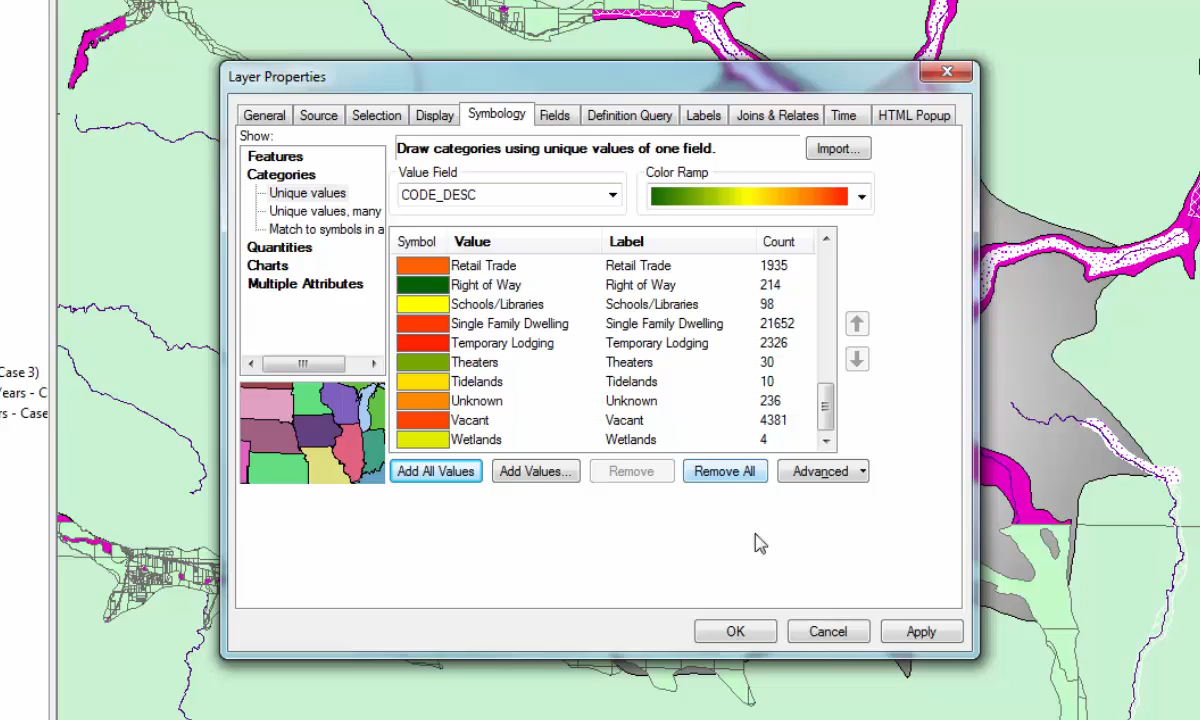 Layer Properties
General Source Selection Display Symbology Fields Definition Query Labels Joins & Relates Time HTML Popup
Show:
Features
Categories
Unique values
Unique values, many
Match to symbols in a
Quantities
Charts
Multiple Attributes
Draw categories using unique values of one field.
Import...
Value Field
CODE_DESC
Color Ramp
Symbol Value Label Count
Retail Trade Retail Trade 1935
Right of Way Right of Way 214
Schools/Libraries Schools/Libraries 98
Single Family Dwelling Single Family Dwelling 21652
Temporary Lodging Temporary Lodging 2326
Theaters Theaters 30
Tidelands Tidelands 10
Unknown Unknown 236
Vacant Vacant 4381
Wetlands Wetlands 4
Add All Values Add Values... Remove Remove All Advanced
OK Cancel Apply
Case 3)
ears - C
rs - Case